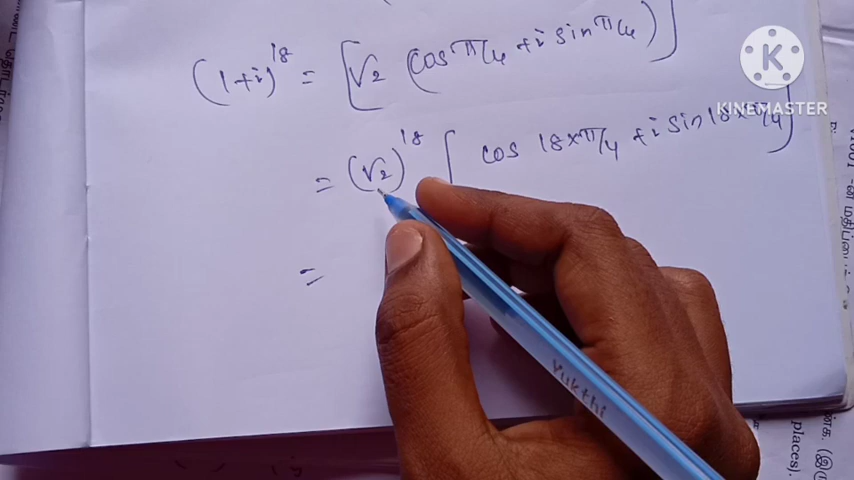 (1+i)^18 = [√2 (cos π/4 + i sin π/4)]
= (√2)^18 [cos 18×π/4 + i sin 18×π/4]
=
K
KINEMASTER
Yukthi
places).